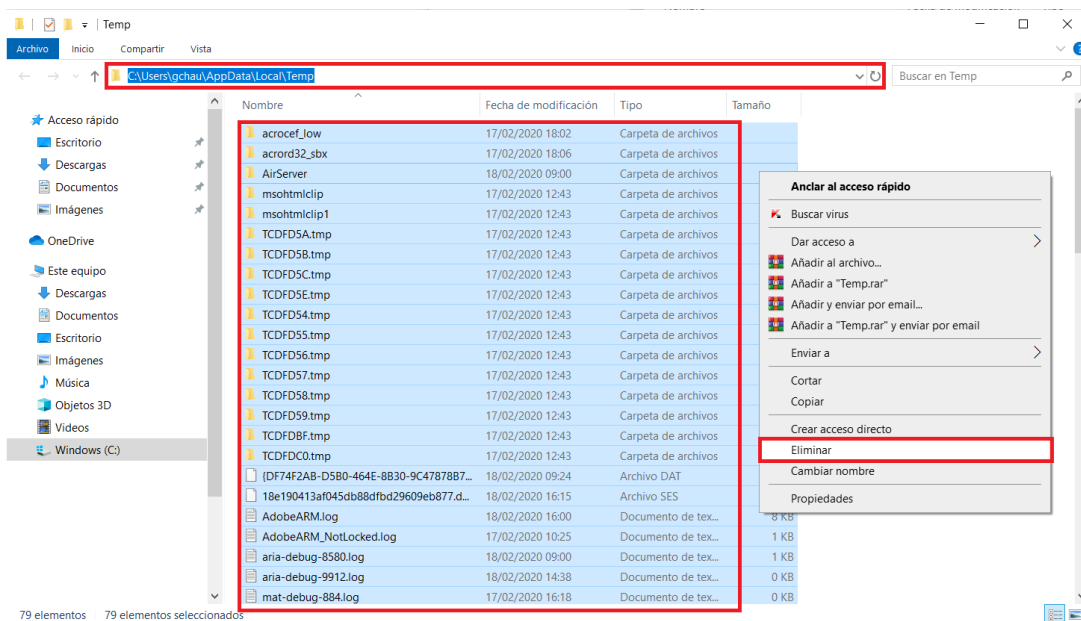 Temp
Archivo Inicio Compartir Vista
C:\Users\gchau\AppData\Local\Temp Buscar en Temp
Nombre Fecha de modificación Tipo Tamaño
Acceso rápido
Escritorio
Descargas
Documentos
Imágenes
OneDrive
Este equipo
Descargas
Documentos
Escritorio
Imágenes
Música
Objetos 3D
Videos
Windows (C:)
acrocef_low 17/02/2020 18:02 Carpeta de archivos
acrord32_sbx 17/02/2020 18:06 Carpeta de archivos
AirServer 18/02/2020 09:00 Carpeta de archivos
msohtmlclip 17/02/2020 12:43 Carpeta de archivos
msohtmlclip1 17/02/2020 12:43 Carpeta de archivos
TCDFD5A.tmp 17/02/2020 12:43 Carpeta de archivos
TCDFD5B.tmp 17/02/2020 12:43 Carpeta de archivos
TCDFD5C.tmp 17/02/2020 12:43 Carpeta de archivos
TCDFD5E.tmp 17/02/2020 12:43 Carpeta de archivos
TCDFD54.tmp 17/02/2020 12:43 Carpeta de archivos
TCDFD55.tmp 17/02/2020 12:43 Carpeta de archivos
TCDFD56.tmp 17/02/2020 12:43 Carpeta de archivos
TCDFD57.tmp 17/02/2020 12:43 Carpeta de archivos
TCDFD58.tmp 17/02/2020 12:43 Carpeta de archivos
TCDFD59.tmp 17/02/2020 12:43 Carpeta de archivos
TCDFDBF.tmp 17/02/2020 12:43 Carpeta de archivos
TCDFDC0.tmp 17/02/2020 12:43 Carpeta de archivos
{DF74F2AB-D5B0-464E-8B30-9C47878B7... 18/02/2020 09:24 Archivo DAT
18e190413af045db88dfbd29609eb877.d... 18/02/2020 16:15 Archivo SES
AdobeARM.log 18/02/2020 16:00 Documento de tex... 8 KB
AdobeARM_NotLocked.log 17/02/2020 10:25 Documento de tex... 1 KB
aria-debug-8580.log 18/02/2020 09:00 Documento de tex... 1 KB
aria-debug-9912.log 18/02/2020 14:38 Documento de tex... 0 KB
mat-debug-884.log 17/02/2020 16:18 Documento de tex... 0 KB
Anclar al acceso rápido
Buscar virus
Dar acceso a
Añadir al archivo...
Añadir a "Temp.rar"
Añadir y enviar por email...
Añadir a "Temp.rar" y enviar por email
Enviar a
Cortar
Copiar
Crear acceso directo
Eliminar
Cambiar nombre
Propiedades
79 elementos 79 elementos seleccionados